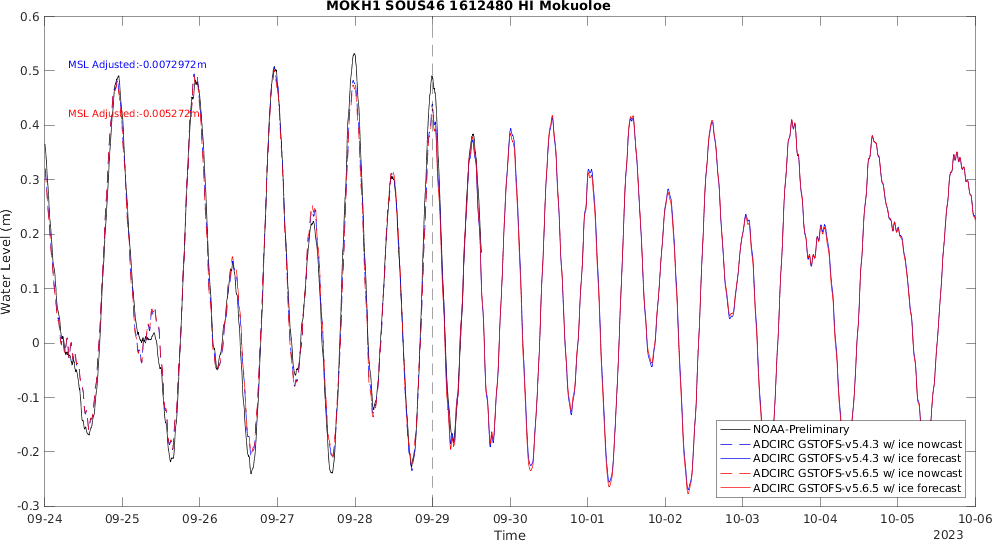 MOKH1 SOUS46 1612480 HI Mokuoloe
0.6
0.5
0.4
0.3
0.2
0.1
0
-0.1
-0.2
-0.3
Water Level (m)
MSL Adjusted:-0.0072972m
MSL Adjusted:-0.005272m
NOAA-Preliminary
ADCIRC GSTOFS-v5.4.3 w/ ice nowcast
ADCIRC GSTOFS-v5.4.3 w/ ice forecast
ADCIRC GSTOFS-v5.6.5 w/ ice nowcast
ADCIRC GSTOFS-v5.6.5 w/ ice forecast
09-24 09-25 09-26 09-27 09-28 09-29 09-30 10-01 10-02 10-03 10-04 10-05 10-06
Time
2023